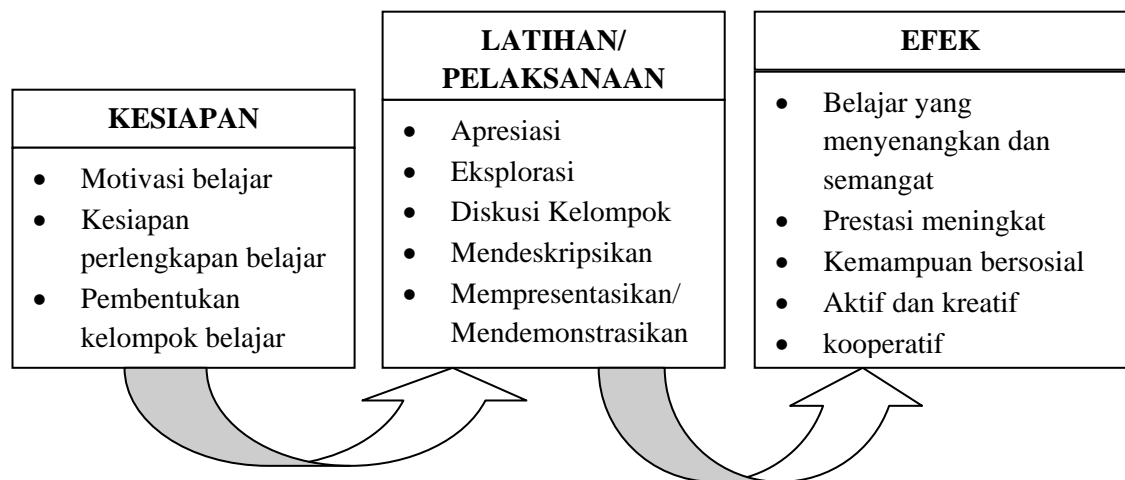 KESIAPAN
• Motivasi belajar
• Kesiapan
perlengkapan belajar
• Pembentukan
kelompok belajar
LATIHAN/
PELAKSANAAN
• Apresiasi
• Eksplorasi
• Diskusi Kelompok
• Mendeskripsikan
• Mempresentasikan/
Mendemonstrasikan
EFEK
• Belajar yang
menyenangkan dan
semangat
• Prestasi meningkat
• Kemampuan bersosial
• Aktif dan kreatif
• kooperatif